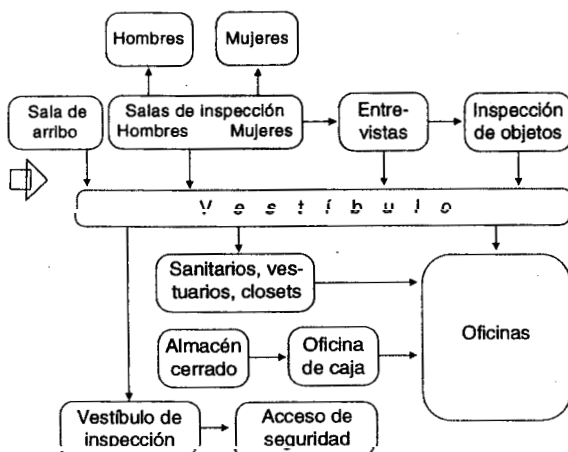 Hombres
Mujeres
Sala de
arribo
Salas de inspección
Hombres Mujeres
Entre-
vistas
Inspección
de objetos
Vestíbulo
Sanitarios, ves-
tuarios, closets
Oficinas
Almacén
cerrado
Oficina
de caja
Vestíbulo de
inspección
Acceso de
seguridad